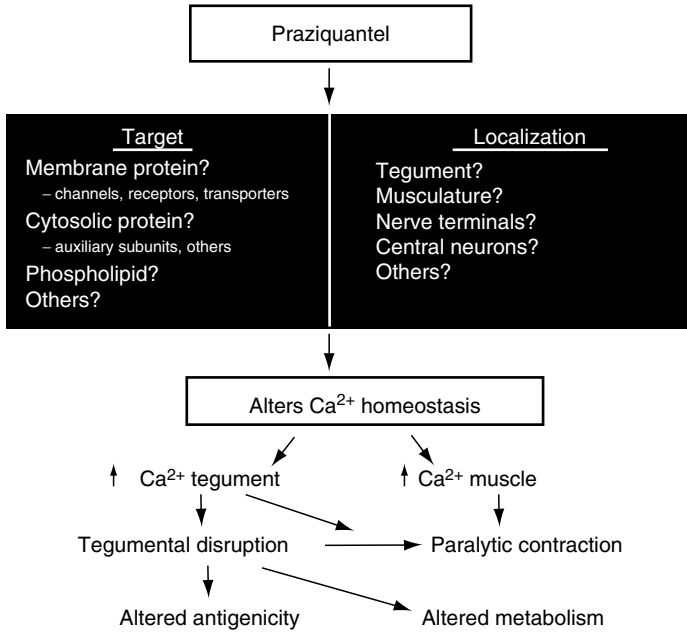 Praziquantel
Target
Membrane protein?
– channels, receptors, transporters
Cytosolic protein?
– auxiliary subunits, others
Phospholipid?
Others?
Localization
Tegument?
Musculature?
Nerve terminals?
Central neurons?
Others?
Alters Ca²⁺ homeostasis
Ca²⁺ tegument
Ca²⁺ muscle
Tegumental disruption
Paralytic contraction
Altered antigenicity
Altered metabolism